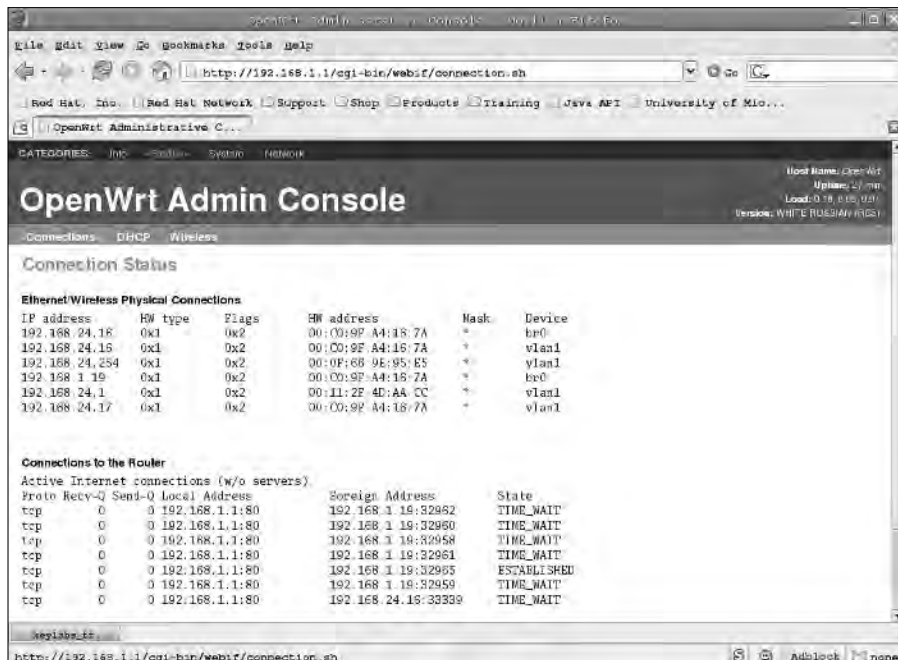 File Edit View Go Bookmarks Tools Help
http://192.168.1.1/cgi-bin/webif/connection.sh Go
Red Hat, Inc. Red Hat Network Support Shop Products Training Java API University of Mic...
OpenWrt Administrative C...
CATEGORIES: Info Status System Network
Host Name: OpenWrt
Uptime: 27 min
OpenWrt Admin Console
Load:
Version: WHITE RUSSIAN
Connections DHCP Wireless
Connection Status
Ethernet/Wireless Physical Connections
IP address HW type Flags HW address Mask Device
192.168.24.16 0x1 0x2 00:C0:9F:A4:16:7A * br0
192.168.24.16 0x1 0x2 00:C0:9F:A4:16:7A * vlan1
192.168.24.254 0x1 0x2 00:0F:66:9E:95:E5 * vlan1
192.168.1.19 0x1 0x2 00:C0:9F:A4:16:7A * br0
192.168.24.1 0x1 0x2 00:11:2F:4D:AA:CC * vlan1
192.168.24.17 0x1 0x2 00:C0:9F:A4:16:7A * vlan1
Connections to the Router
Active Internet connections (w/o servers)
Proto Recv-Q Send-Q Local Address Foreign Address State
tcp 0 0 192.168.1.1:80 192.168.1.19:32962 TIME_WAIT
tcp 0 0 192.168.1.1:80 192.168.1.19:32960 TIME_WAIT
tcp 0 0 192.168.1.1:80 192.168.1.19:32958 TIME_WAIT
tcp 0 0 192.168.1.1:80 192.168.1.19:32961 TIME_WAIT
tcp 0 0 192.168.1.1:80 192.168.1.19:32965 ESTABLISHED
tcp 0 0 192.168.1.1:80 192.168.1.19:32959 TIME_WAIT
tcp 0 0 192.168.1.1:80 192.168.24.16:33339 TIME_WAIT
http://192.168.1.1/cgi-bin/webif/connection.sh Adblock none